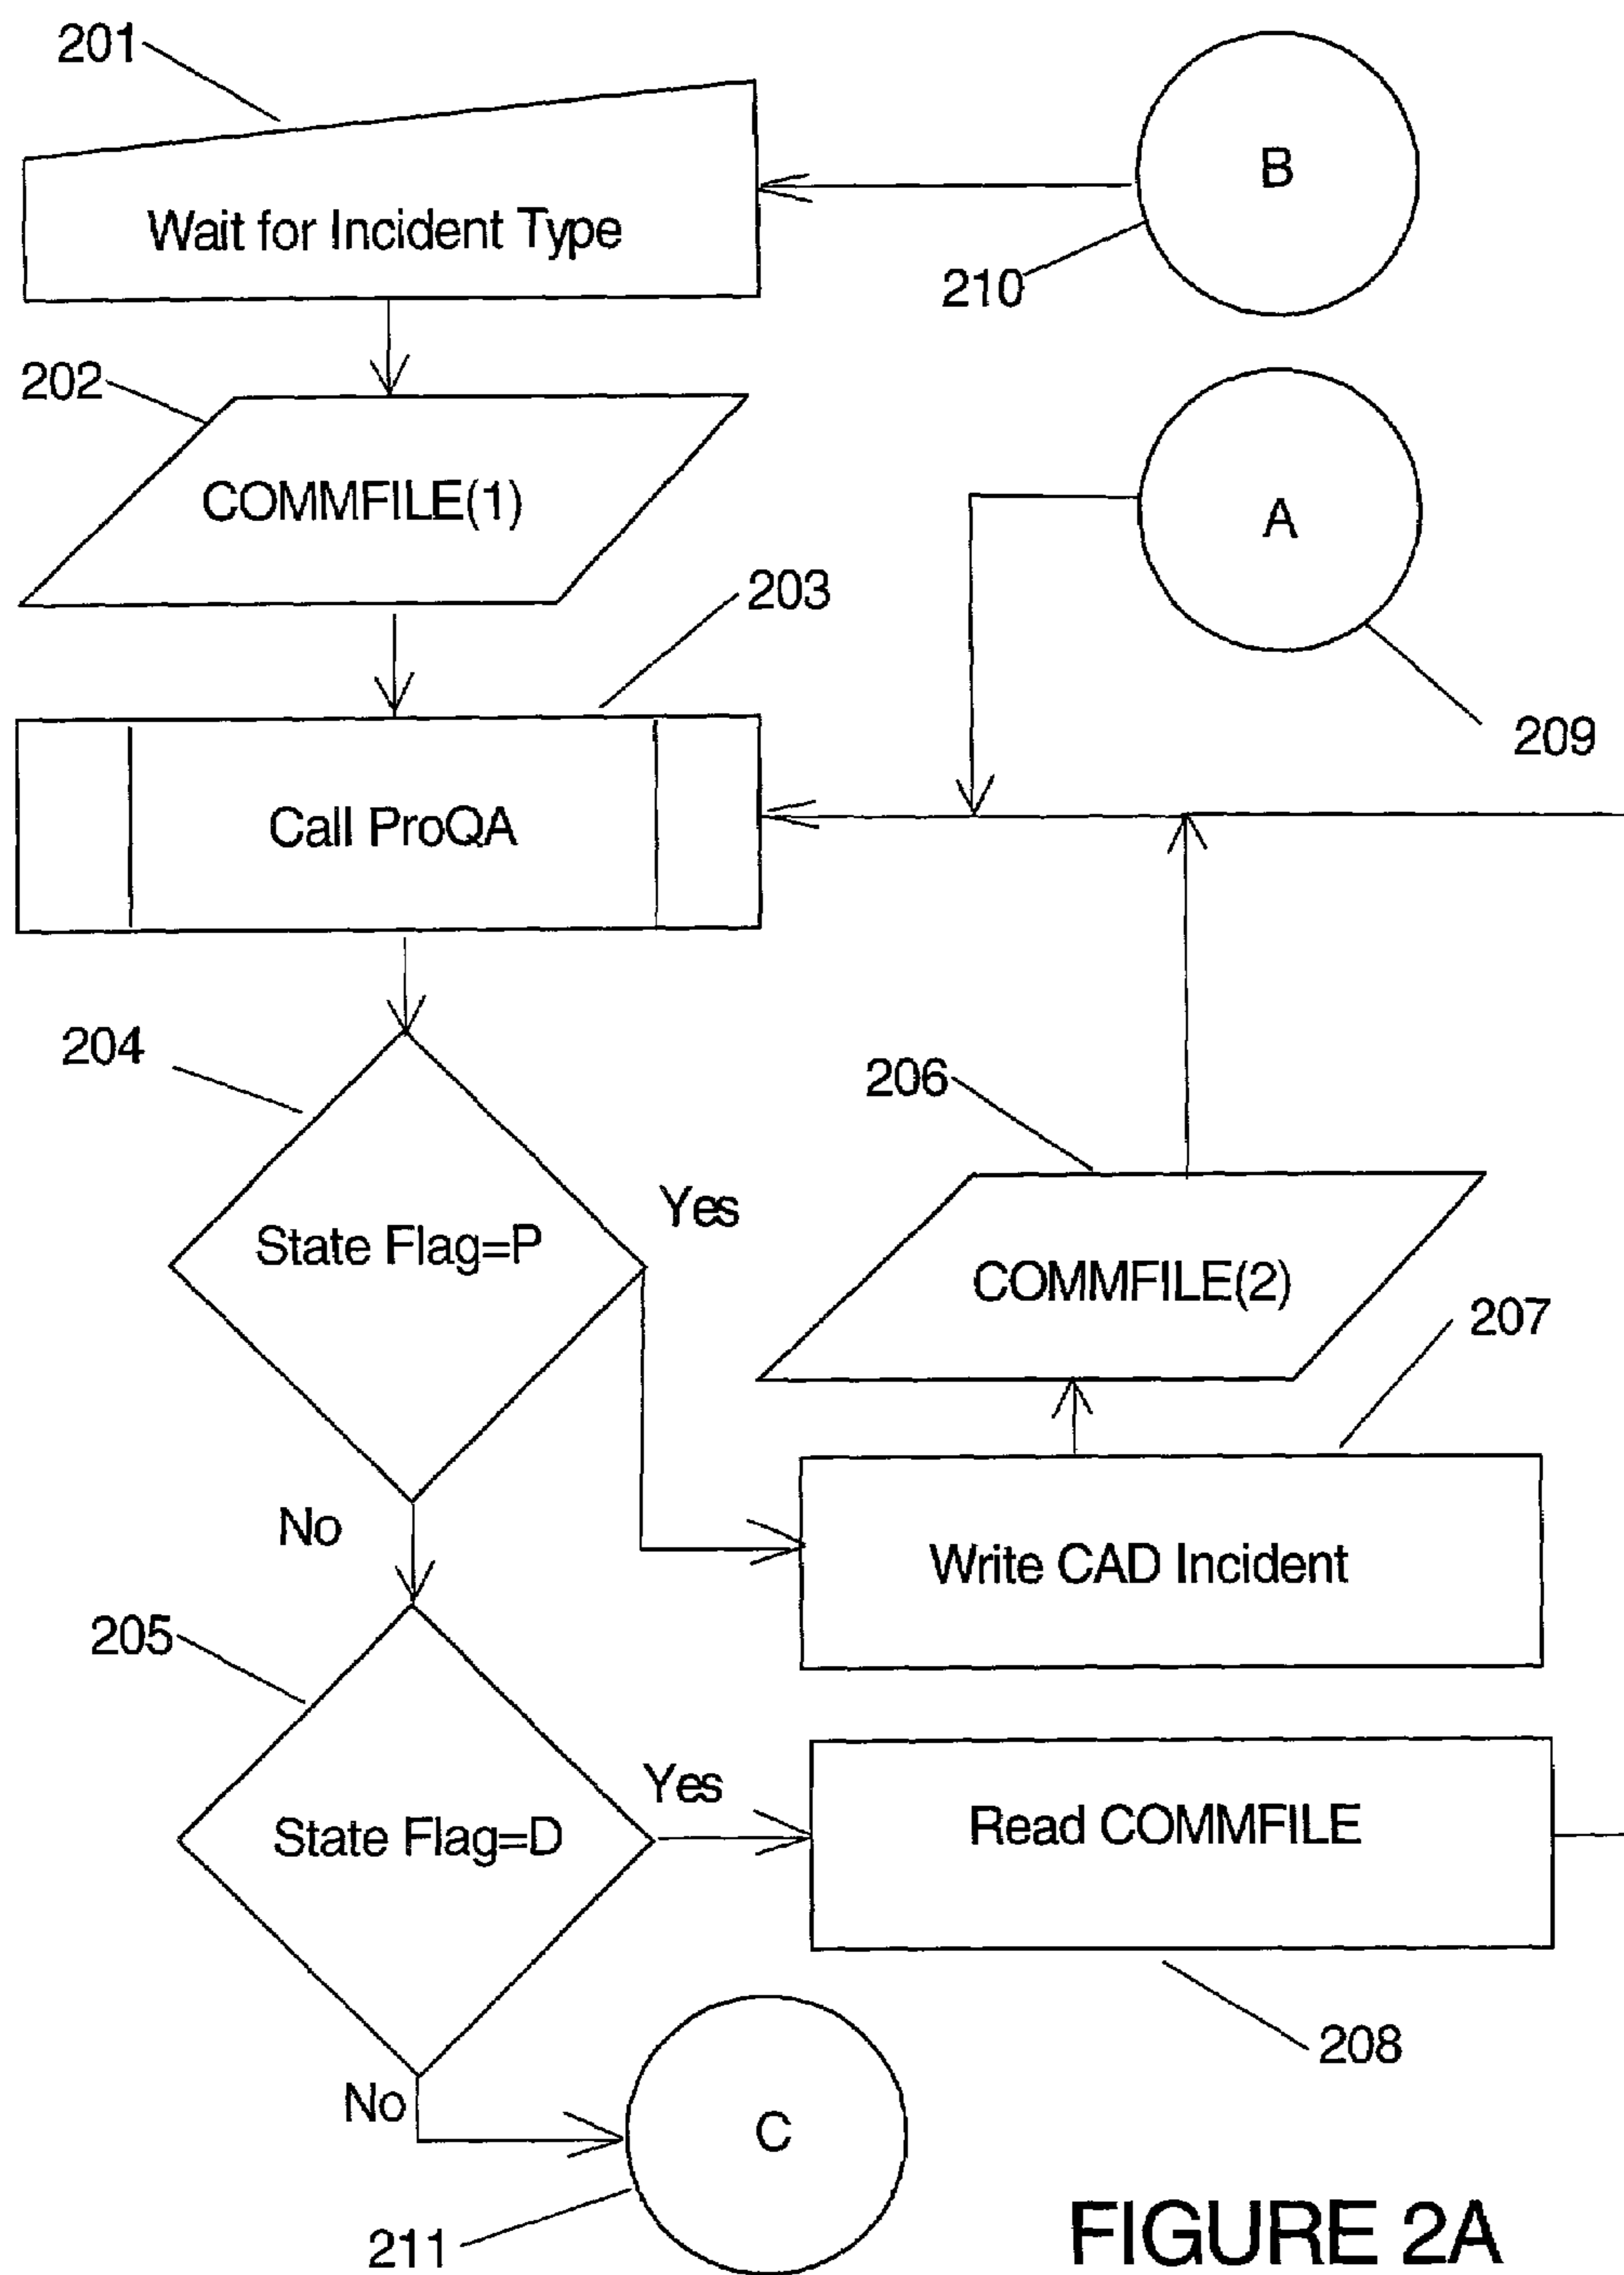 201
B
Wait for Incident Type
210
202
COMMFILE(1)
A
203
209
Call ProQA
204
206
Yes
State Flag=P
COMMFILE(2)
207
No
Write CAD Incident
205
Yes
State Flag=D
Read COMMFILE
208
No
C
211
FIGURE 2A